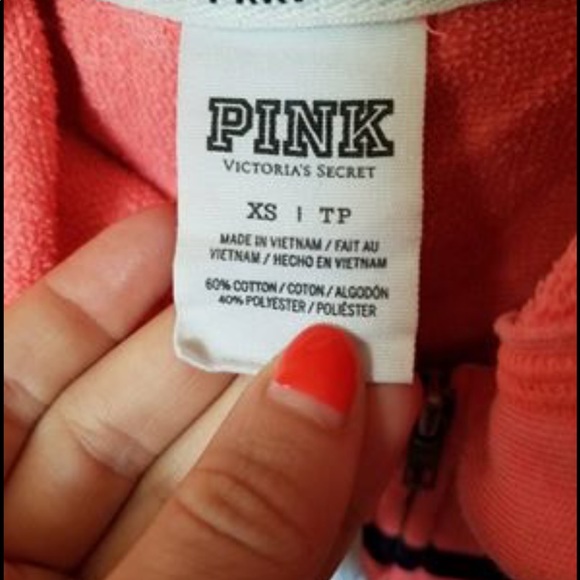 PINK
VICTORIA'S SECRET
XS | TP
MADE IN VIETNAM / FAIT AU
VIETNAM / HECHO EN VIETNAM
60% COTTON / COTON / ALGODÓN
40% POLYESTER / POLIÉSTER